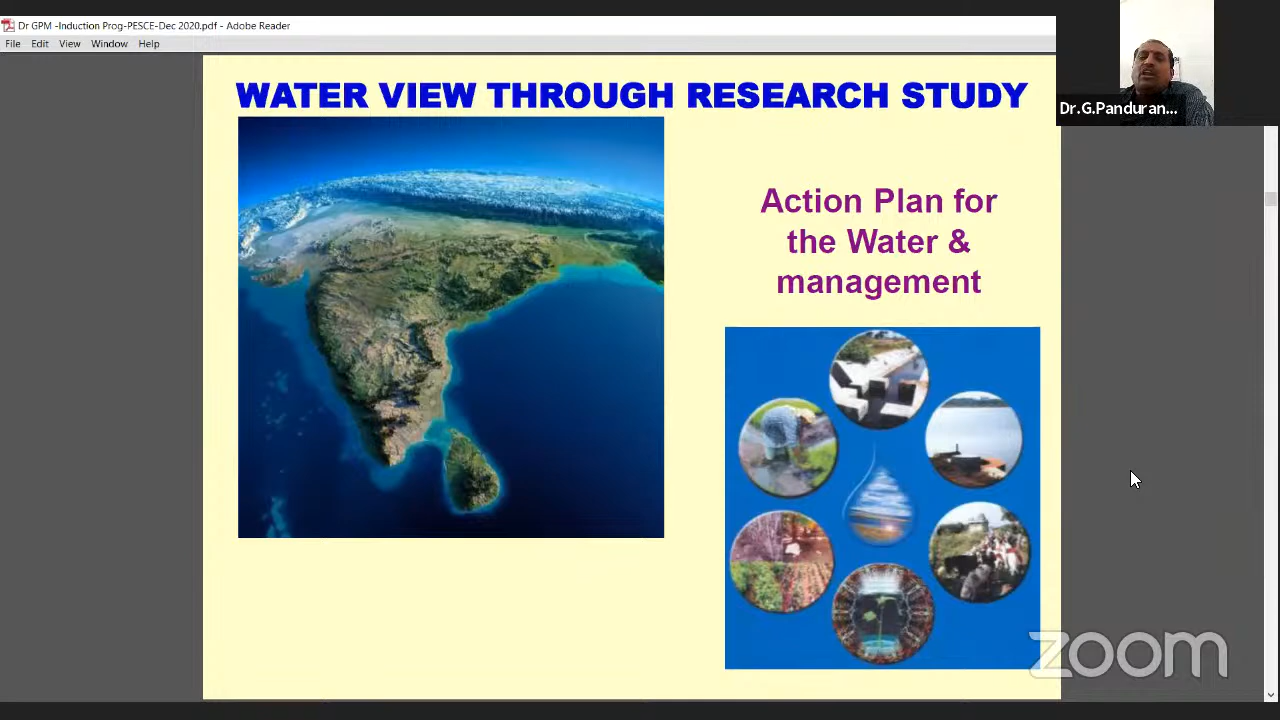 Dr GPM -Induction Prog-PESCE-Dec 2020.pdf - Adobe Reader
File Edit View Window Help
WATER VIEW THROUGH RESEARCH STUDY
Dr.G.Panduran...
Action Plan for
the Water &
management
zoom